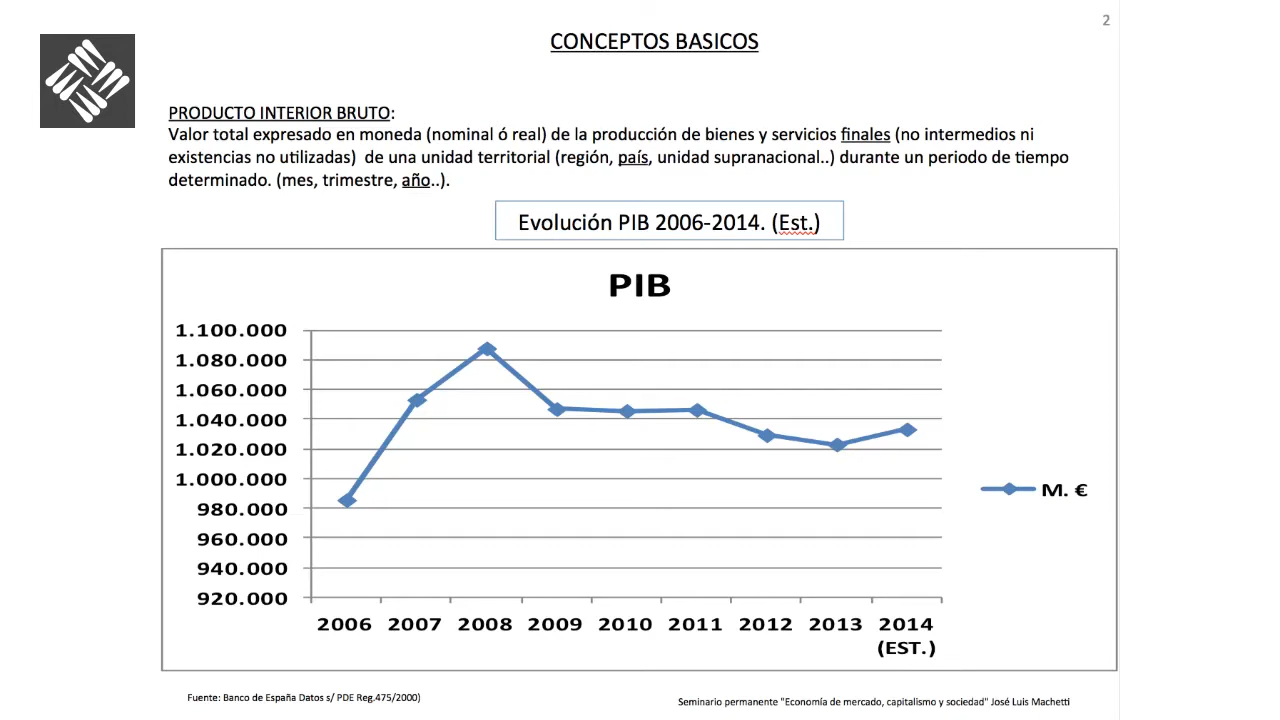 2
CONCEPTOS BASICOS
PRODUCTO INTERIOR BRUTO:
Valor total expresado en moneda (nominal ó real) de la producción de bienes y servicios finales (no intermedios ni
existencias no utilizadas) de una unidad territorial (región, país, unidad supranacional..) durante un periodo de tiempo
determinado. (mes, trimestre, año..).
Evolución PIB 2006-2014. (Est.)
PIB
1.100.000
1.080.000
1.060.000
1.040.000
1.020.000
1.000.000
980.000
960.000
940.000
920.000
M. €
2006 2007 2008 2009 2010 2011 2012 2013 2014
(EST.)
Fuente: Banco de España Datos s/ PDE Reg.475/2000)
Seminario permanente "Economía de mercado, capitalismo y sociedad" José Luis Machetti